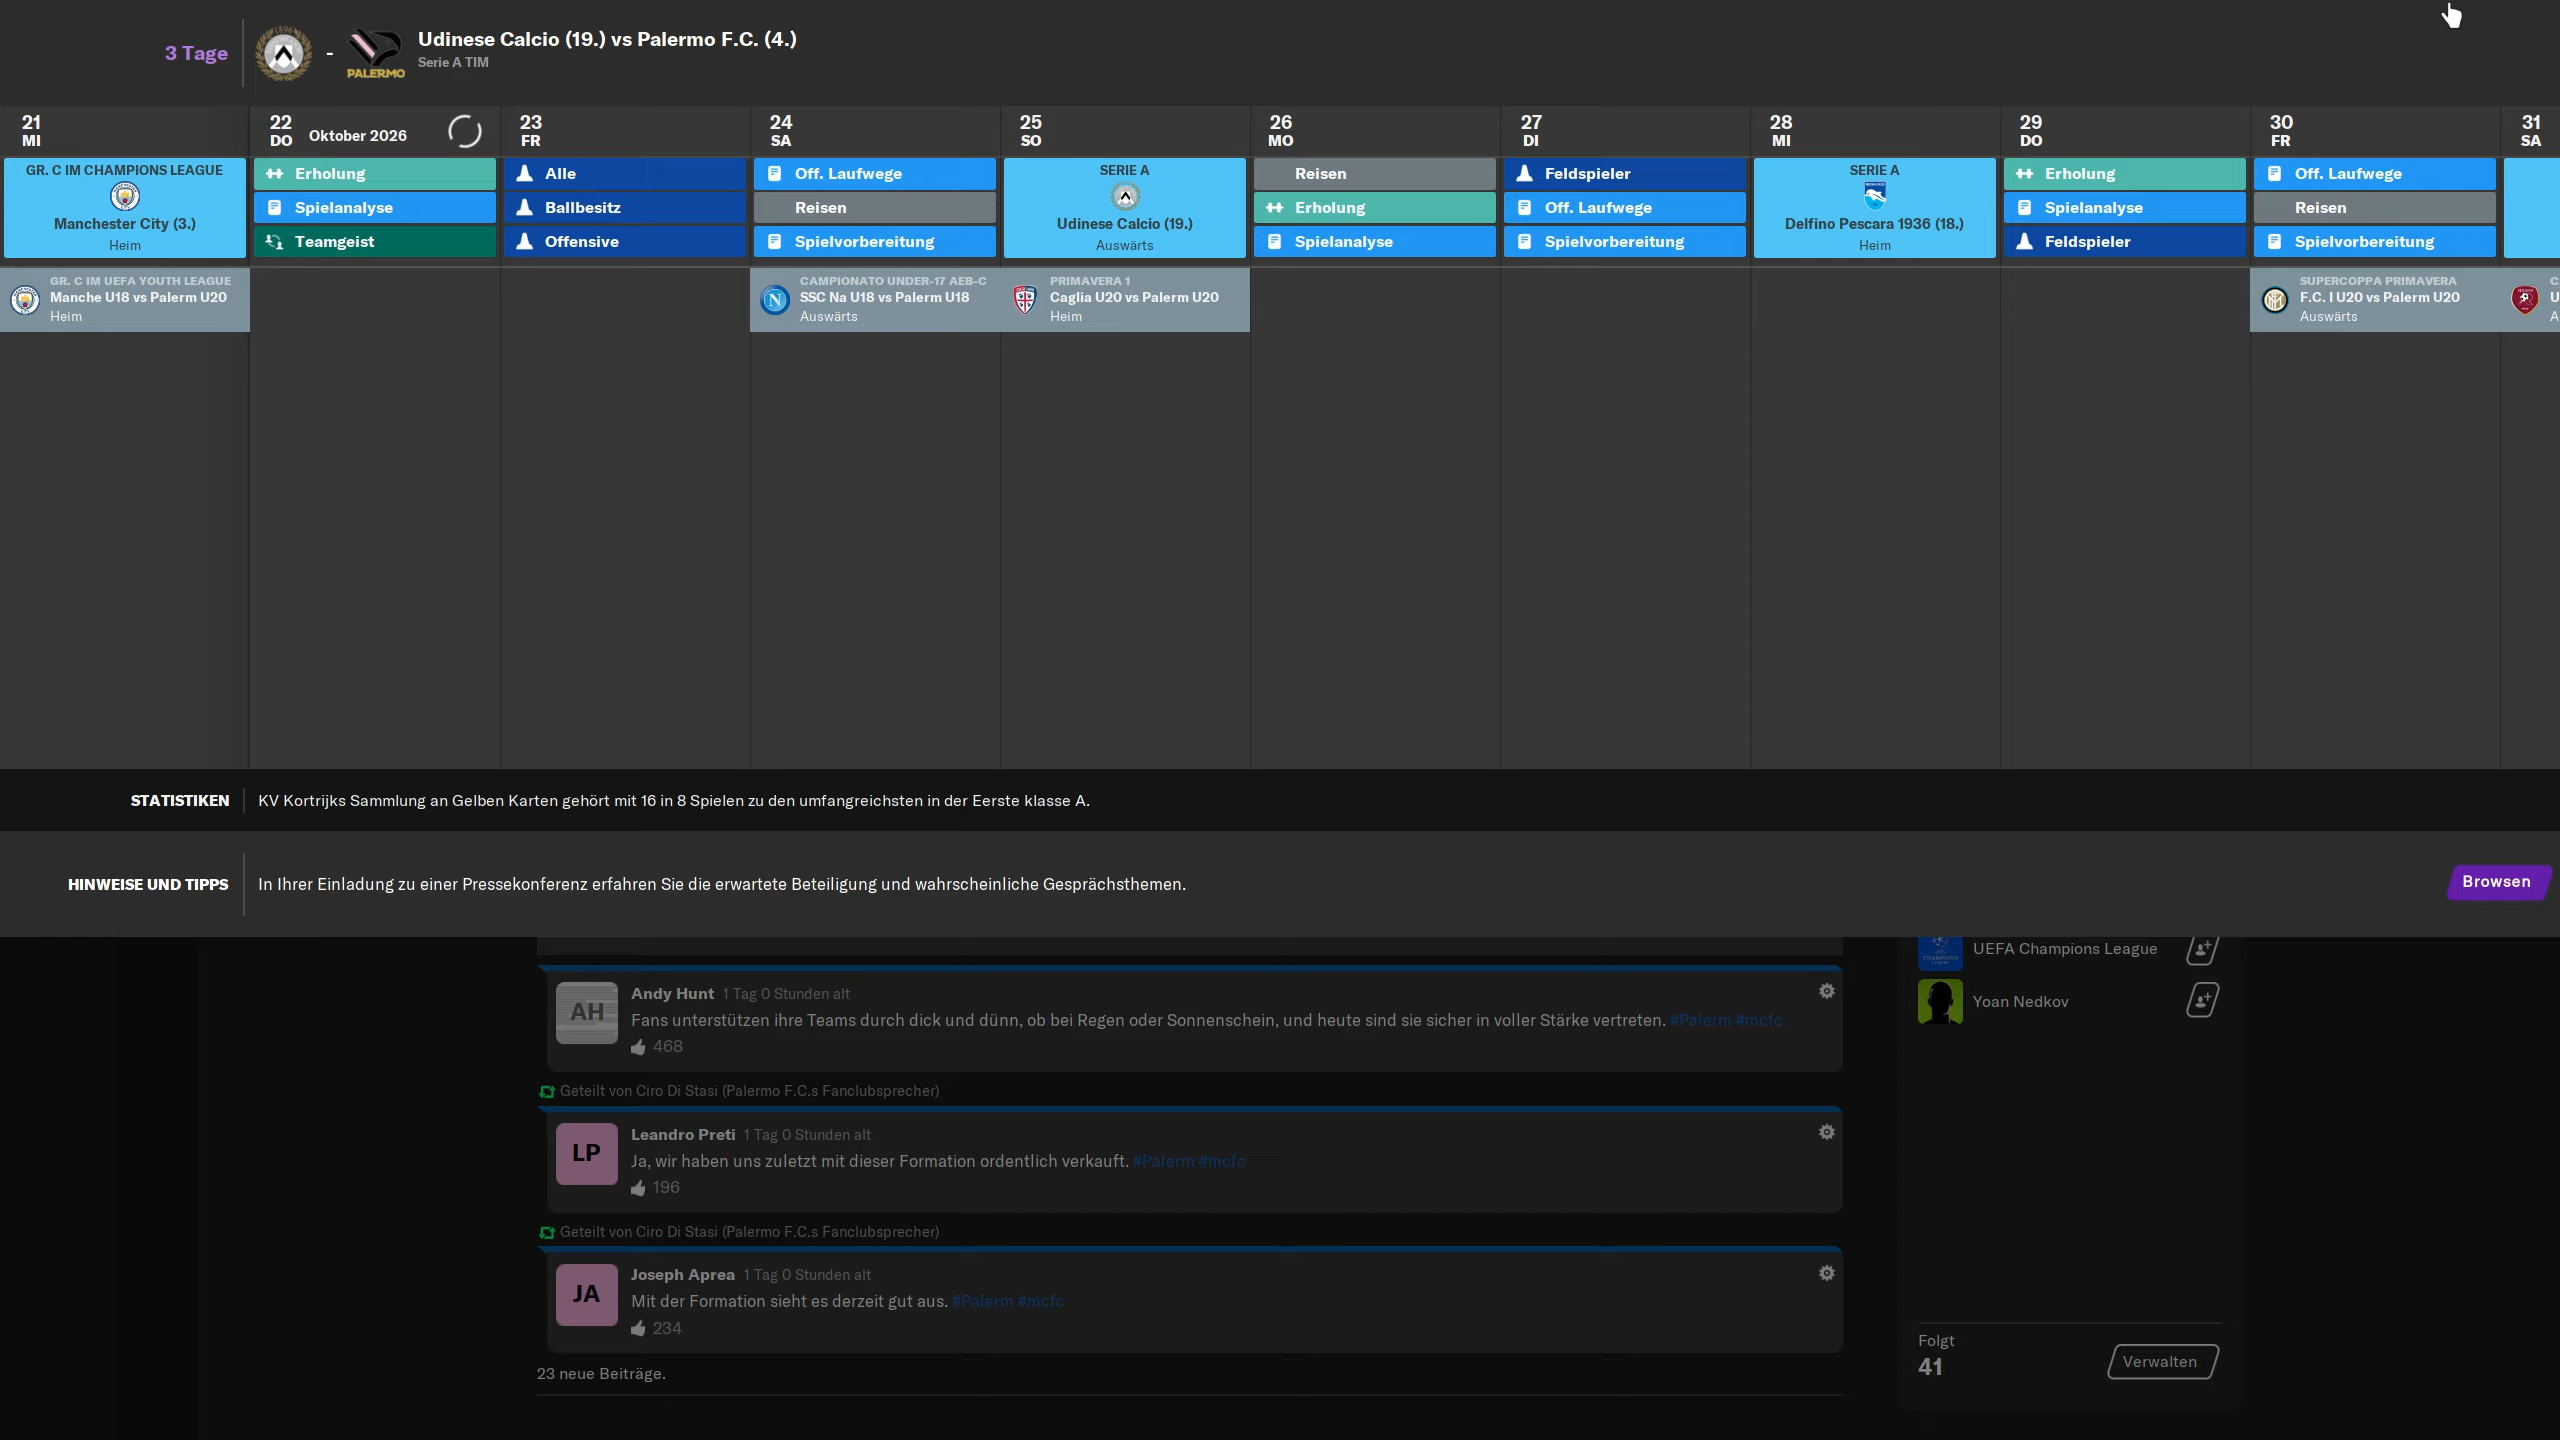 3 Tage
-
PALERMO
Udinese Calcio (19.) vs Palermo F.C. (4.)
Serie A TIM
21
MI
22
DO
Oktober 2026
23
FR
24
SA
25
SO
26
MO
27
DI
28
MI
29
DO
30
FR
31
SA
GR. C IM CHAMPIONS LEAGUE
Manchester City (3.)
Heim
Erholung
Spielanalyse
Teamgeist
Alle
Ballbesitz
Offensive
Off. Laufwege
Reisen
Spielvorbereitung
SERIE A
Udinese Calcio (19.)
Auswärts
Reisen
Erholung
Spielanalyse
Feldspieler
Off. Laufwege
Spielvorbereitung
SERIE A
Delfino Pescara 1936 (18.)
Heim
Erholung
Spielanalyse
Feldspieler
Off. Laufwege
Reisen
Spielvorbereitung
GR. C IM UEFA YOUTH LEAGUE
Manche U18 vs Palerm U20
Heim
CAMPIONATO UNDER-17 AEB-C
SSC Na U18 vs Palerm U18
Auswärts
PRIMAVERA 1
Caglia U20 vs Palerm U20
Heim
SUPERCOPPA PRIMAVERA
F.C. I U20 vs Palerm U20
Auswärts
C
U
A
STATISTIKEN
KV Kortrijks Sammlung an Gelben Karten gehört mit 16 in 8 Spielen zu den umfangreichsten in der Eerste klasse A.
HINWEISE UND TIPPS
In Ihrer Einladung zu einer Pressekonferenz erfahren Sie die erwartete Beteiligung und wahrscheinliche Gesprächsthemen.
Browsen
UEFA Champions League
Yoan Nedkov
AH
Andy Hunt 1 Tag 0 Stunden alt
Fans unterstützen ihre Teams durch dick und dünn, ob bei Regen oder Sonnenschein, und heute sind sie sicher in voller Stärke vertreten. #Palerm #mcfc
468
Geteilt von Ciro Di Stasi (Palermo F.C.s Fanclubsprecher)
LP
Leandro Preti 1 Tag 0 Stunden alt
Ja, wir haben uns zuletzt mit dieser Formation ordentlich verkauft. #Palerm #mcfc
196
Geteilt von Ciro Di Stasi (Palermo F.C.s Fanclubsprecher)
JA
Joseph Aprea 1 Tag 0 Stunden alt
Mit der Formation sieht es derzeit gut aus. #Palerm #mcfc
234
23 neue Beiträge.
Folgt
41
Verwalten